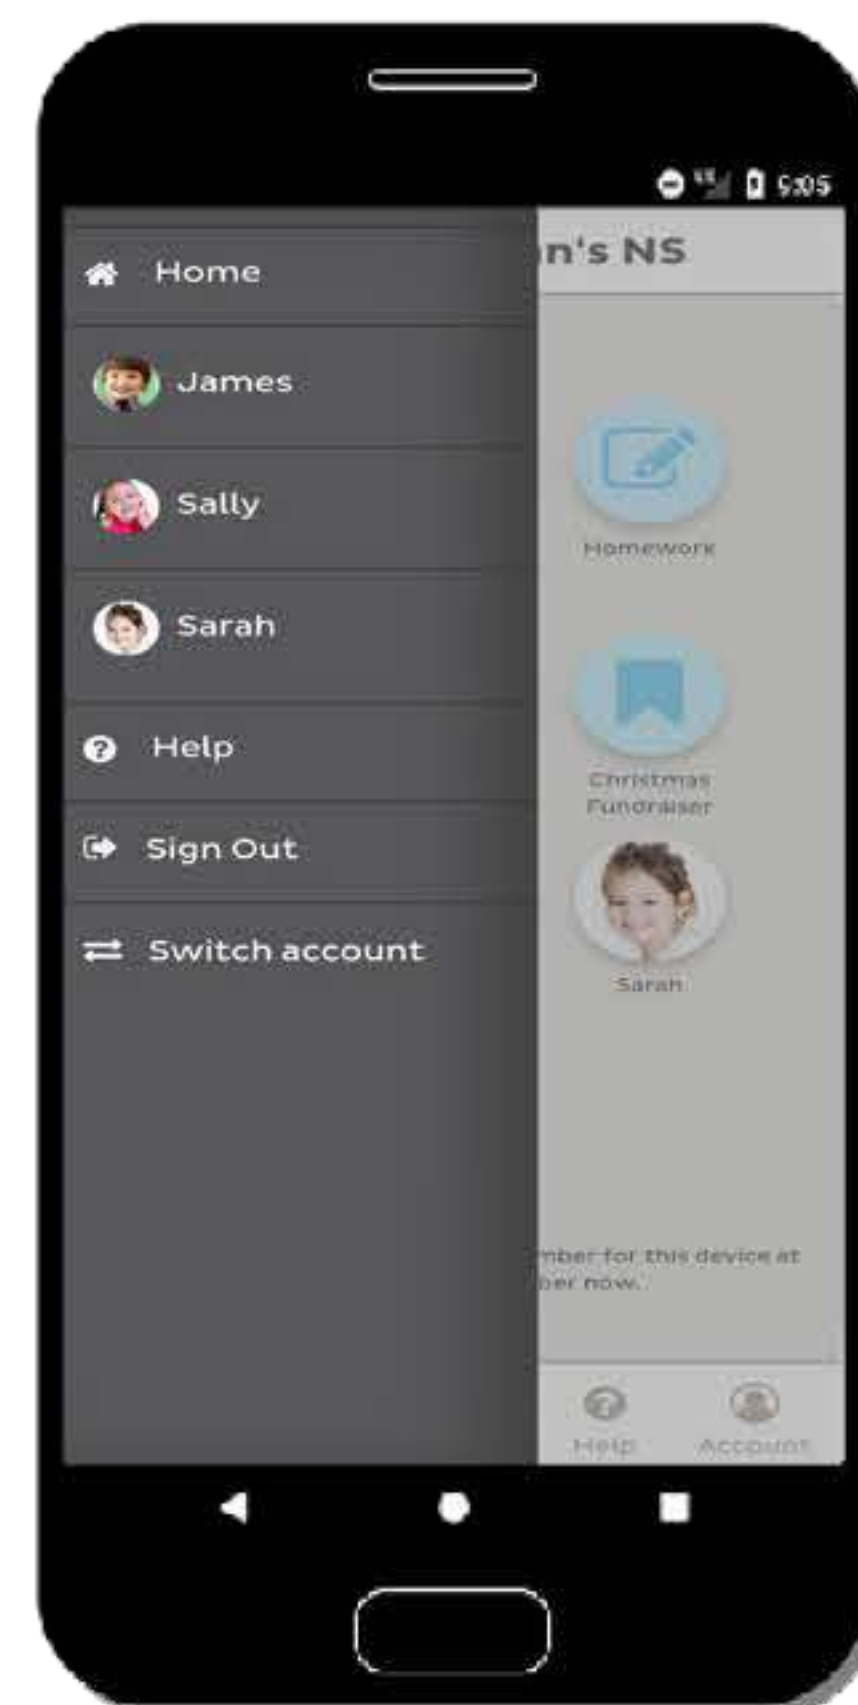 5:05
n's NS
Home
James
Sally
Sarah
Help
Sign Out
Switch account
Homework
Christmas
Fundraiser
Sarah
mber for this device at
ber now.
Help
Account